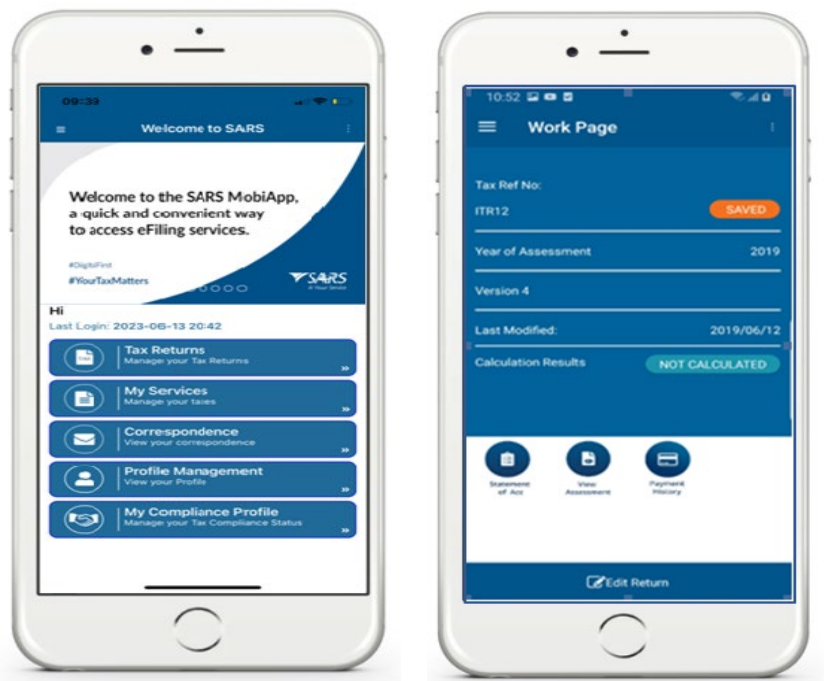 09:39
Welcome to SARS
Welcome to the SARS MobiApp,
a quick and convenient way
to access eFiling services.
#DigitalFirst
#YourTaxMatters
SARS
At Your Service
Hi
Last Login: 2023-06-13 20:42
Tax Returns
Manage your Tax Returns
My Services
Manage your taxes
Correspondence
View your correspondence
Profile Management
View your Profile
My Compliance Profile
Manage your Tax Compliance Status
10:52
Work Page
Tax Ref No:
ITR12 SAVED
Year of Assessment 2019
Version 4
Last Modified: 2019/06/12
Calculation Results NOT CALCULATED
Statement
of Acc
View
Assessment
Payment
History
Edit Return